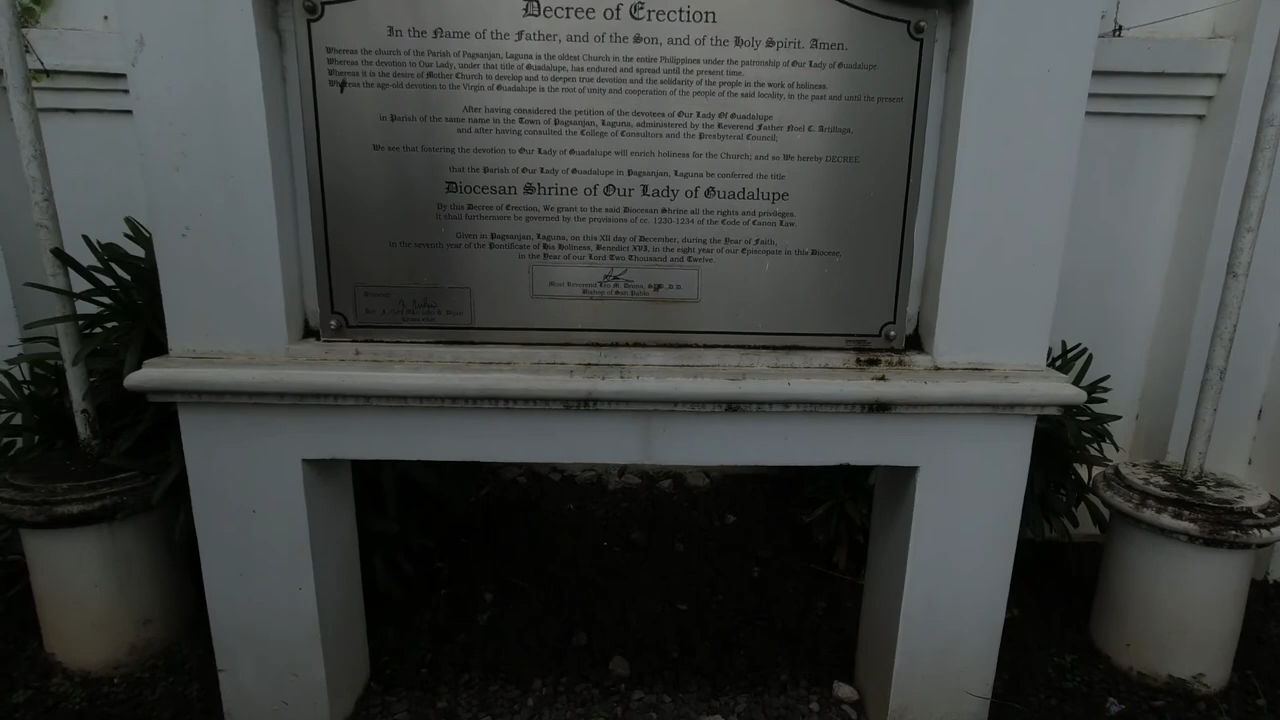 Decree of Erection
In the Name of the Father, and of the Son, and of the Holy Spirit. Amen.
Whereas the church of the Parish of Pagsanjan, Laguna is the oldest Church in the entire Philippines under the patronship of Our Lady of Guadalupe.
Whereas the devotion to Our Lady, under that title of Guadalupe, has endured and spread until the present time.
Whereas it is the desire of Mother Church to develop and to deepen true devotion and the solidarity of the people in the work of holiness.
Whereas the age-old devotion to the Virgin of Guadalupe is the root of unity and cooperation of the people of the said locality, in the past and until the present
After having considered the petition of the devotees of Our Lady Of Guadalupe
in Parish of the same name in the Town of Pagsanjan, Laguna, administered by the Reverend Father Noel C. Artillaga,
and after having consulted the College of Consultors and the Presbyteral Council;
We see that fostering the devotion to Our Lady of Guadalupe will enrich holiness for the Church; and so We hereby DECREE
that the Parish of Our Lady of Guadalupe in Pagsanjan, Laguna be conferred the title
Diocesan Shrine of Our Lady of Guadalupe
By this Decree of Erection, We grant to the said Diocesan Shrine all the rights and privileges.
It shall furthermore be governed by the provisions of cc. 1230-1234 of the Code of Canon Law.
Given in Pagsanjan, Laguna, on this XII day of December, during the Year of Faith,
In the seventh year of the Pontificate of His Holiness, Benedict XVI, in the eight year of our Episcopate in this Diocese,
in the Year of our Lord Two Thousand and Twelve.
Most Reverend Leo M. Drona, D.D.
Bishop of San Pablo